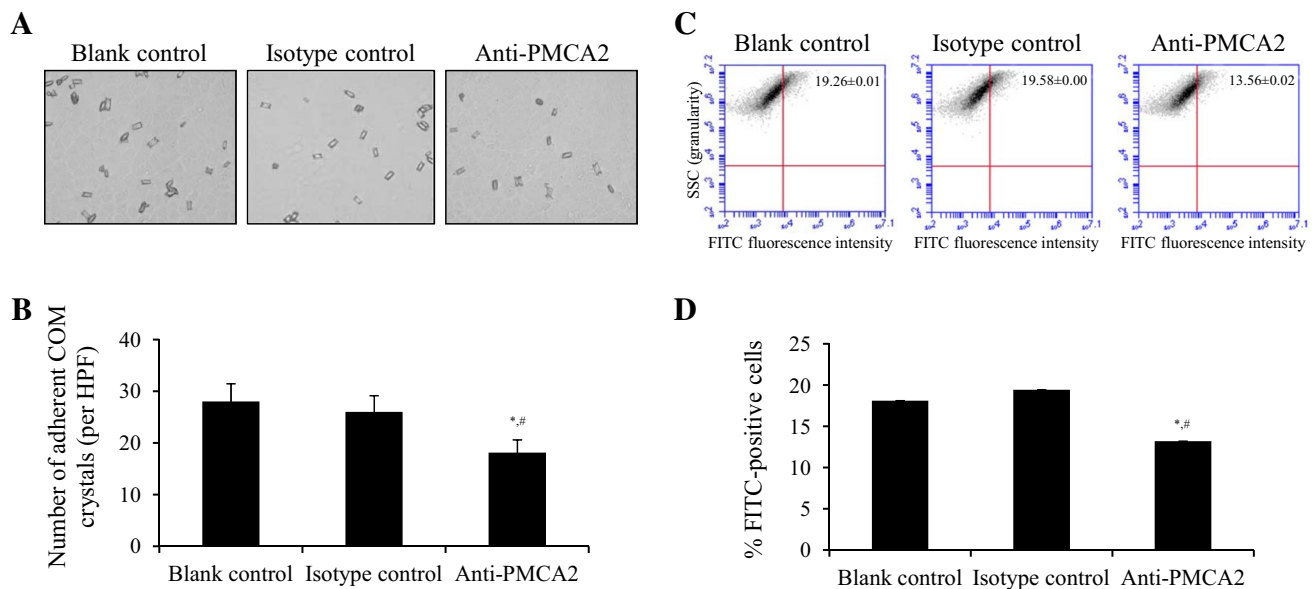 A
Blank control
Isotype control
Anti-PMCA2
B
Number of adherent COM
crystals (per HPF)
40
30
20
10
0
*,#
Blank control
Isotype control
Anti-PMCA2
C
Blank control
Isotype control
Anti-PMCA2
SSC (granularity)
19.26±0.01
19.58±0.00
13.56±0.02
FITC fluorescence intensity
FITC fluorescence intensity
FITC fluorescence intensity
D
% FITC-positive cells
25
20
15
10
5
0
*,#
Blank control
Isotype control
Anti-PMCA2